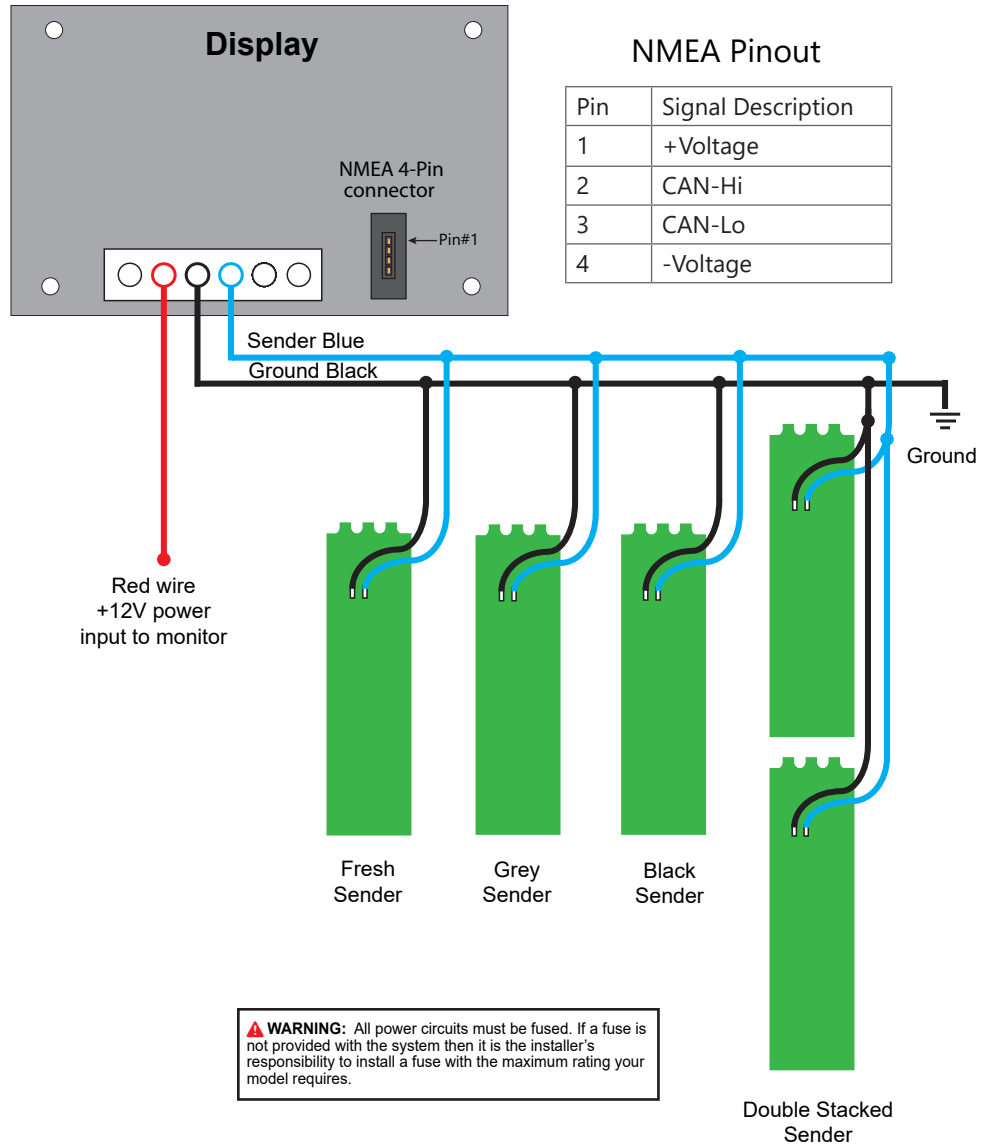 Display
NMEA 4-Pin
connector
Pin#1
NMEA Pinout
Pin Signal Description
1 +Voltage
2 CAN-Hi
3 CAN-Lo
4 -Voltage
Sender Blue
Ground Black
Ground
Red wire
+12V power
input to monitor
Fresh
Sender
Grey
Sender
Black
Sender
WARNING: All power circuits must be fused. If a fuse is
not provided with the system then it is the installer's
responsibility to install a fuse with the maximum rating your
model requires.
Double Stacked
Sender